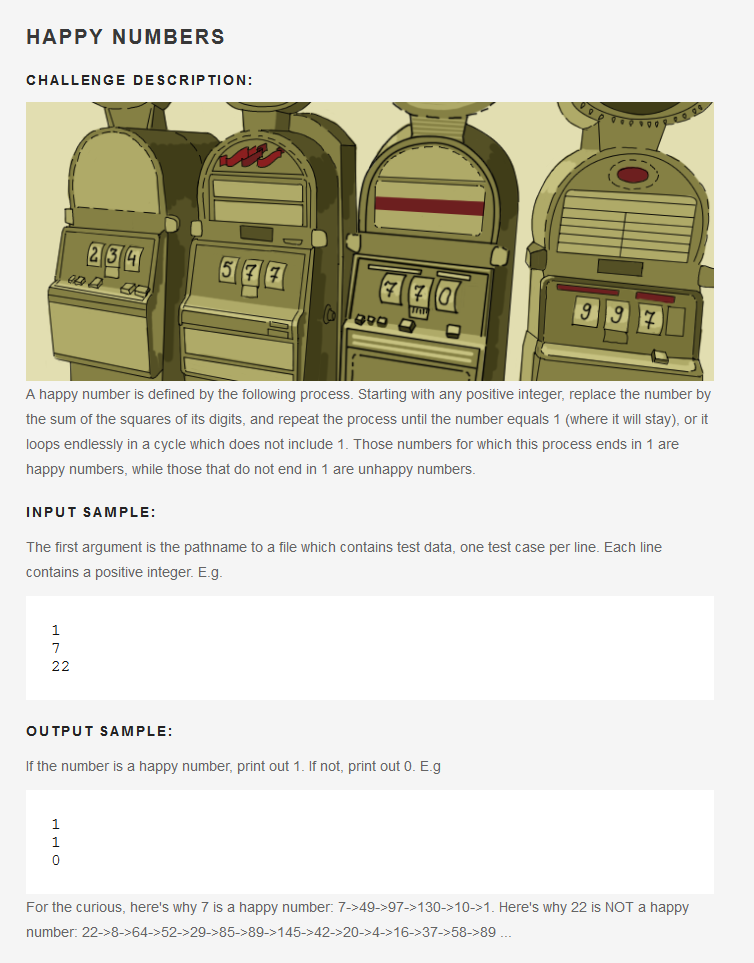 HAPPY NUMBERS
CHALLENGE DESCRIPTION:
234
577
770
997
A happy number is defined by the following process. Starting with any positive integer, replace the number by
the sum of the squares of its digits, and repeat the process until the number equals 1 (where it will stay), or it
loops endlessly in a cycle which does not include 1. Those numbers for which this process ends in 1 are
happy numbers, while those that do not end in 1 are unhappy numbers.
INPUT SAMPLE:
The first argument is the pathname to a file which contains test data, one test case per line. Each line
contains a positive integer. E.g.
1
7
22
OUTPUT SAMPLE:
If the number is a happy number, print out 1. If not, print out 0. E.g
1
1
0
For the curious, here's why 7 is a happy number: 7->49->97->130->10->1. Here's why 22 is NOT a happy
number: 22->8->64->52->29->85->89->145->42->20->4->16->37->58->89 ...